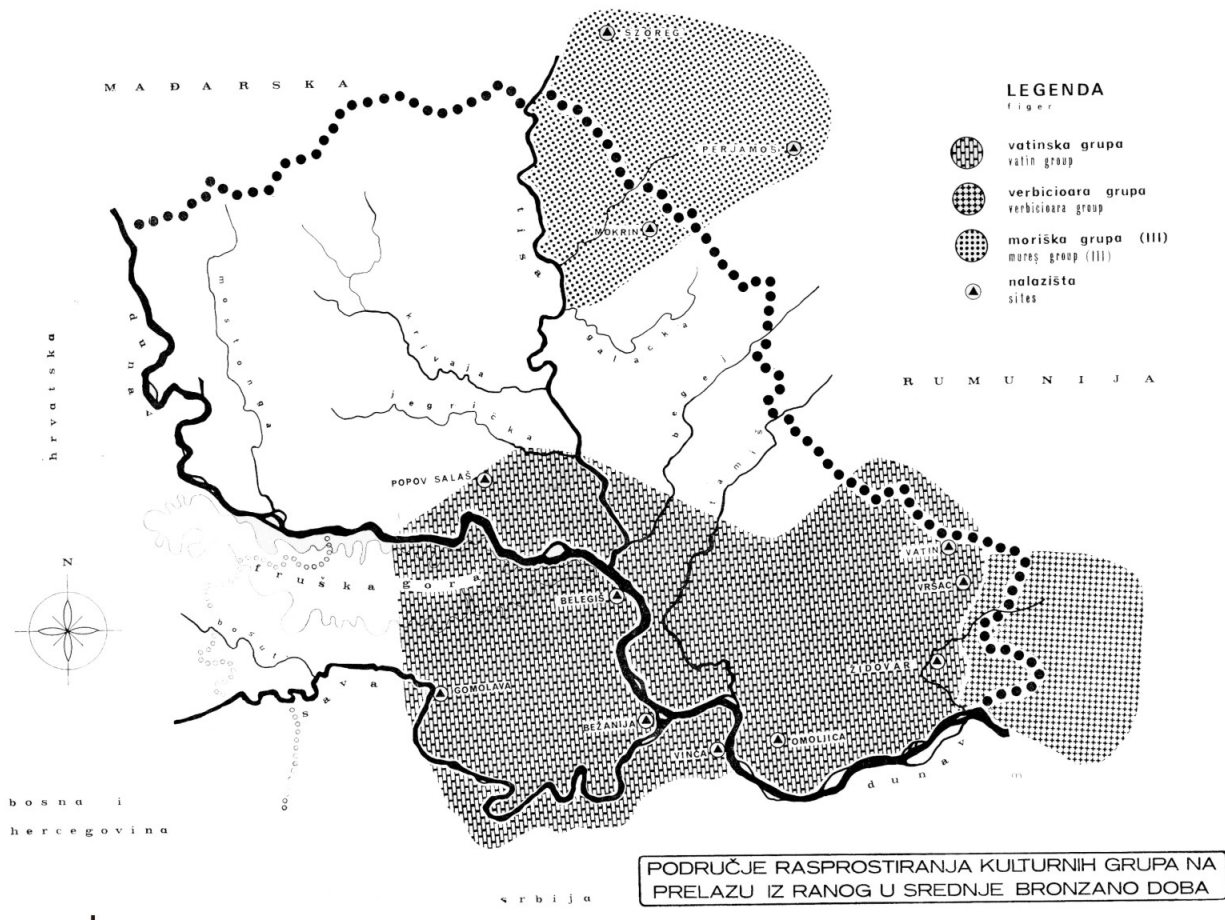 SZOREG
MAĐARSKA
LEGENDA
figer
vatinska grupa
vatin group
verbicioara grupa
verbicioara group
moriška grupa (III)
mureş group (III)
nalazišta
sites
PERJAMOŠ
MOKRIN
tisa
mostonga
krivaja
galacka
dunav
hrvatska
jegrička
begej
tamiš
RUMUNIJA
POPOV SALAŠ
N
fruška gora
VATIN
VRŠAC
BELEGIŠ
bosut
ŽIDOVAR
sava
GOMOLAVA
BEŽANIJA
VINČA
OMOLJICA
dunav
m
bosna i
hercegovina
srbija
PODRUČJE RASPROSTIRANJA KULTURNIH GRUPA NA
PRELAZU IZ RANOG U SREDNJE BRONZANO DOBA